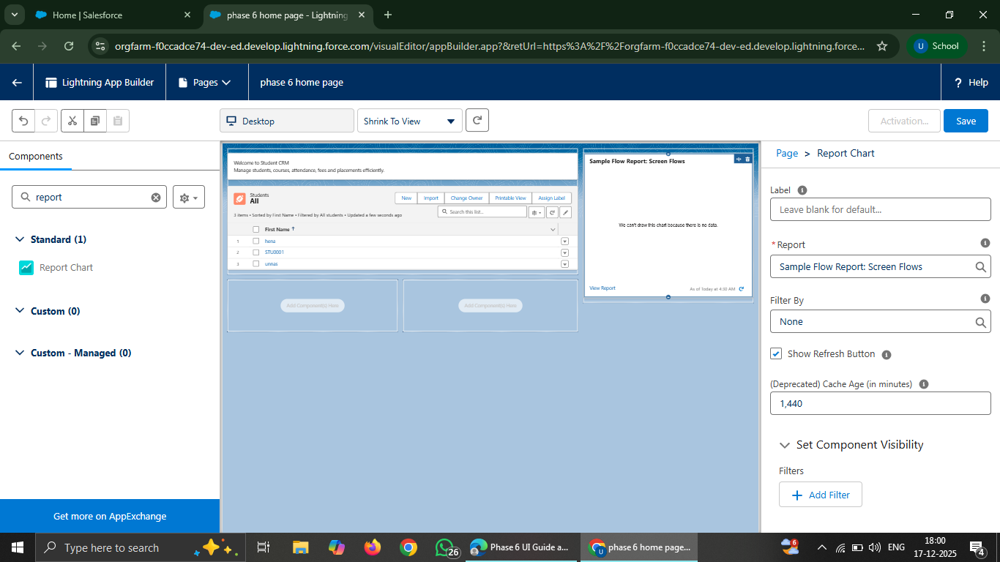 Home | Salesforce
phase 6 home page - Lightning
orgfarm-f0ccadce74-dev-ed.develop.lightning.force.com/visualEditor/appBuilder.app?&retUrl=https%3A%2F%2Forgfarm-f0ccadce74-dev-ed.develop.lightning.force...
U School
Lightning App Builder
Pages
phase 6 home page
? Help
Desktop
Shrink To View
Activation...
Save
Components
report
Standard (1)
Report Chart
Custom (0)
Custom - Managed (0)
Get more on AppExchange
Welcome to Student CRM
Manage students, courses, attendance, fees and placements efficiently.
Students
All
New
Import
Change Owner
Printable View
Assign Label
3 items • Sorted by First Name • Filtered by All students • Updated a few seconds ago
Search this list...
First Name ↑
1 hena
2 STU0001
3 unnas
Add Component(s) Here
Add Component(s) Here
Sample Flow Report: Screen Flows
We can't draw this chart because there is no data.
View Report
As of Today at 4:30 AM
Page > Report Chart
Label
Leave blank for default...
* Report
Sample Flow Report: Screen Flows
Filter By
None
Show Refresh Button
(Deprecated) Cache Age (in minutes)
1,440
Set Component Visibility
Filters
Add Filter
Type here to search
26
Phase 6 UI Guide a...
U
phase 6 home page...
6
ENG
18:00
17-12-2025
4